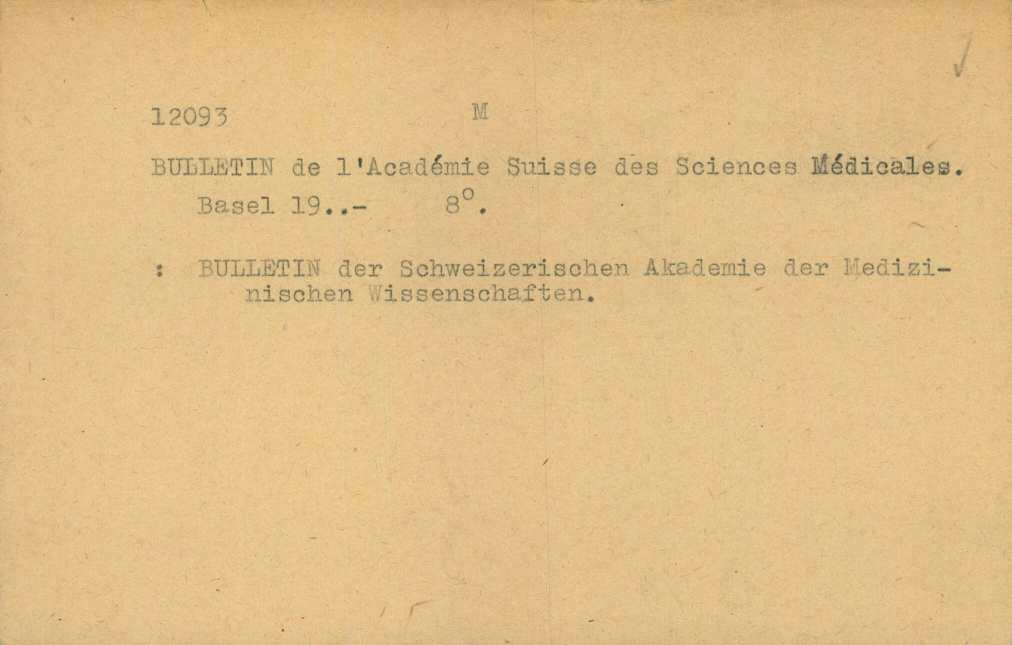 12093 M
BULLETIN de l'Académie Suisse des Sciences Médicales.
Basel 19..- 8°.
: BULLETIN der Schweizerischen Akademie der Medizi-
nischen Wissenschaften.